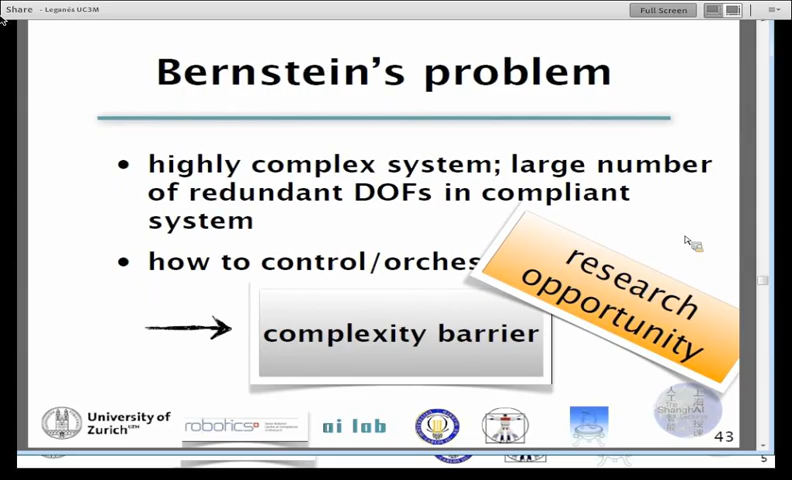 Share - Leganés UC3M
Full Screen
Bernstein's problem
• highly complex system; large number
of redundant DOFs in compliant
system
• how to control/orches
research
opportunity
complexity barrier
University of
Zurich
robotics
ai lab
The
ShanghAI
43
5